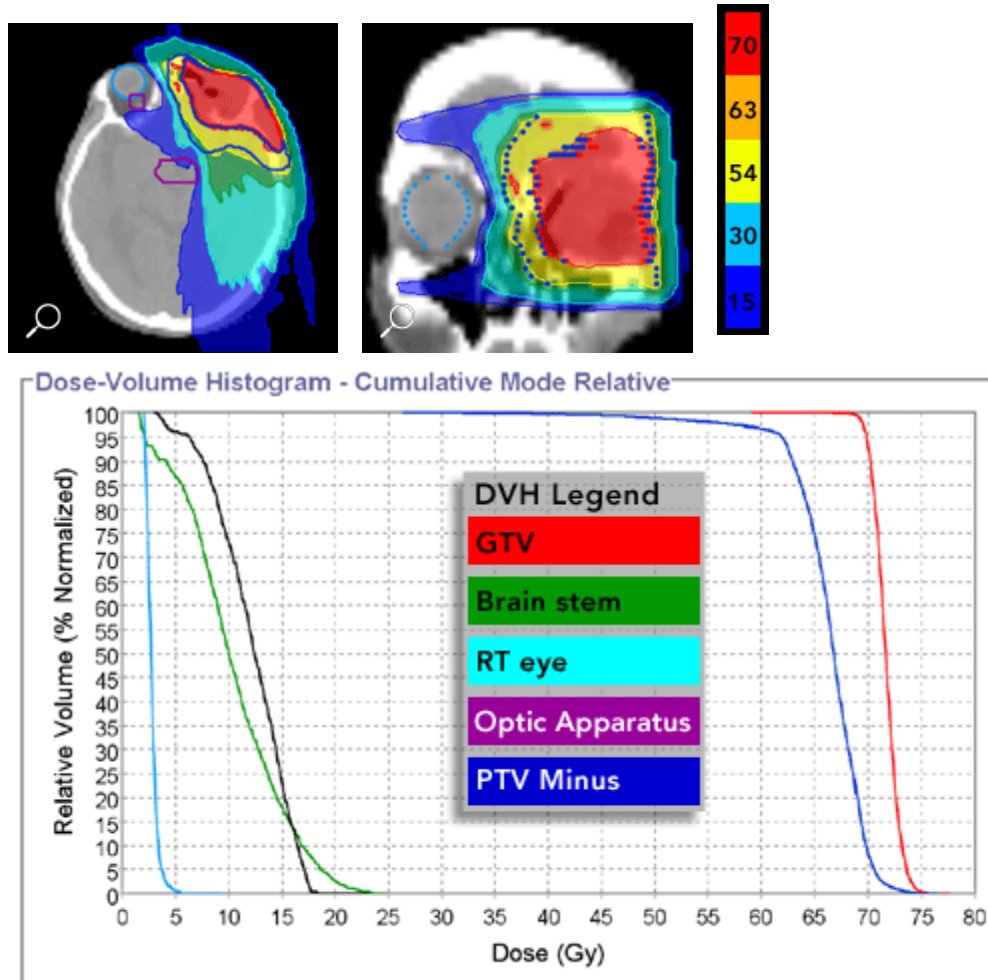 70
63
54
30
15
Dose-Volume Histogram - Cumulative Mode Relative
Relative Volume (% Normalized)
100
95
90
85
80
75
70
65
60
55
50
45
40
35
30
25
20
15
10
5
0
DVH Legend
GTV
Brain stem
RT eye
Optic Apparatus
PTV Minus
0 5 10 15 20 25 30 35 40 45 50 55 60 65 70 75 80
Dose (Gy)